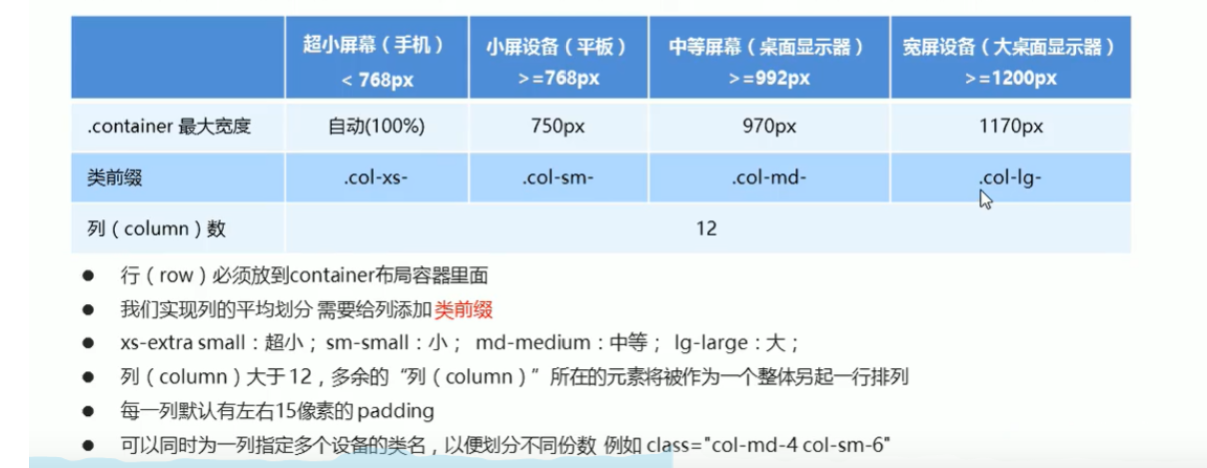 超小屏幕（手机） 小屏设备（平板） 中等屏幕（桌面显示器） 宽屏设备（大桌面显示器）
< 768px >=768px >=992px >=1200px
.container 最大宽度 自动(100%) 750px 970px 1170px
类前缀 .col-xs- .col-sm- .col-md- .col-lg-
列（column）数 12
● 行（row）必须放到container布局容器里面
● 我们实现列的平均划分 需要给列添加 类前缀
● xs-extra small：超小； sm-small：小； md-medium：中等； lg-large：大；
● 列（column）大于 12，多余的“列（column）”所在的元素将被作为一个整体另起一行排列
● 每一列默认有左右15像素的 padding
● 可以同时为一列指定多个设备的类名，以便划分不同份数 例如 class="col-md-4 col-sm-6"